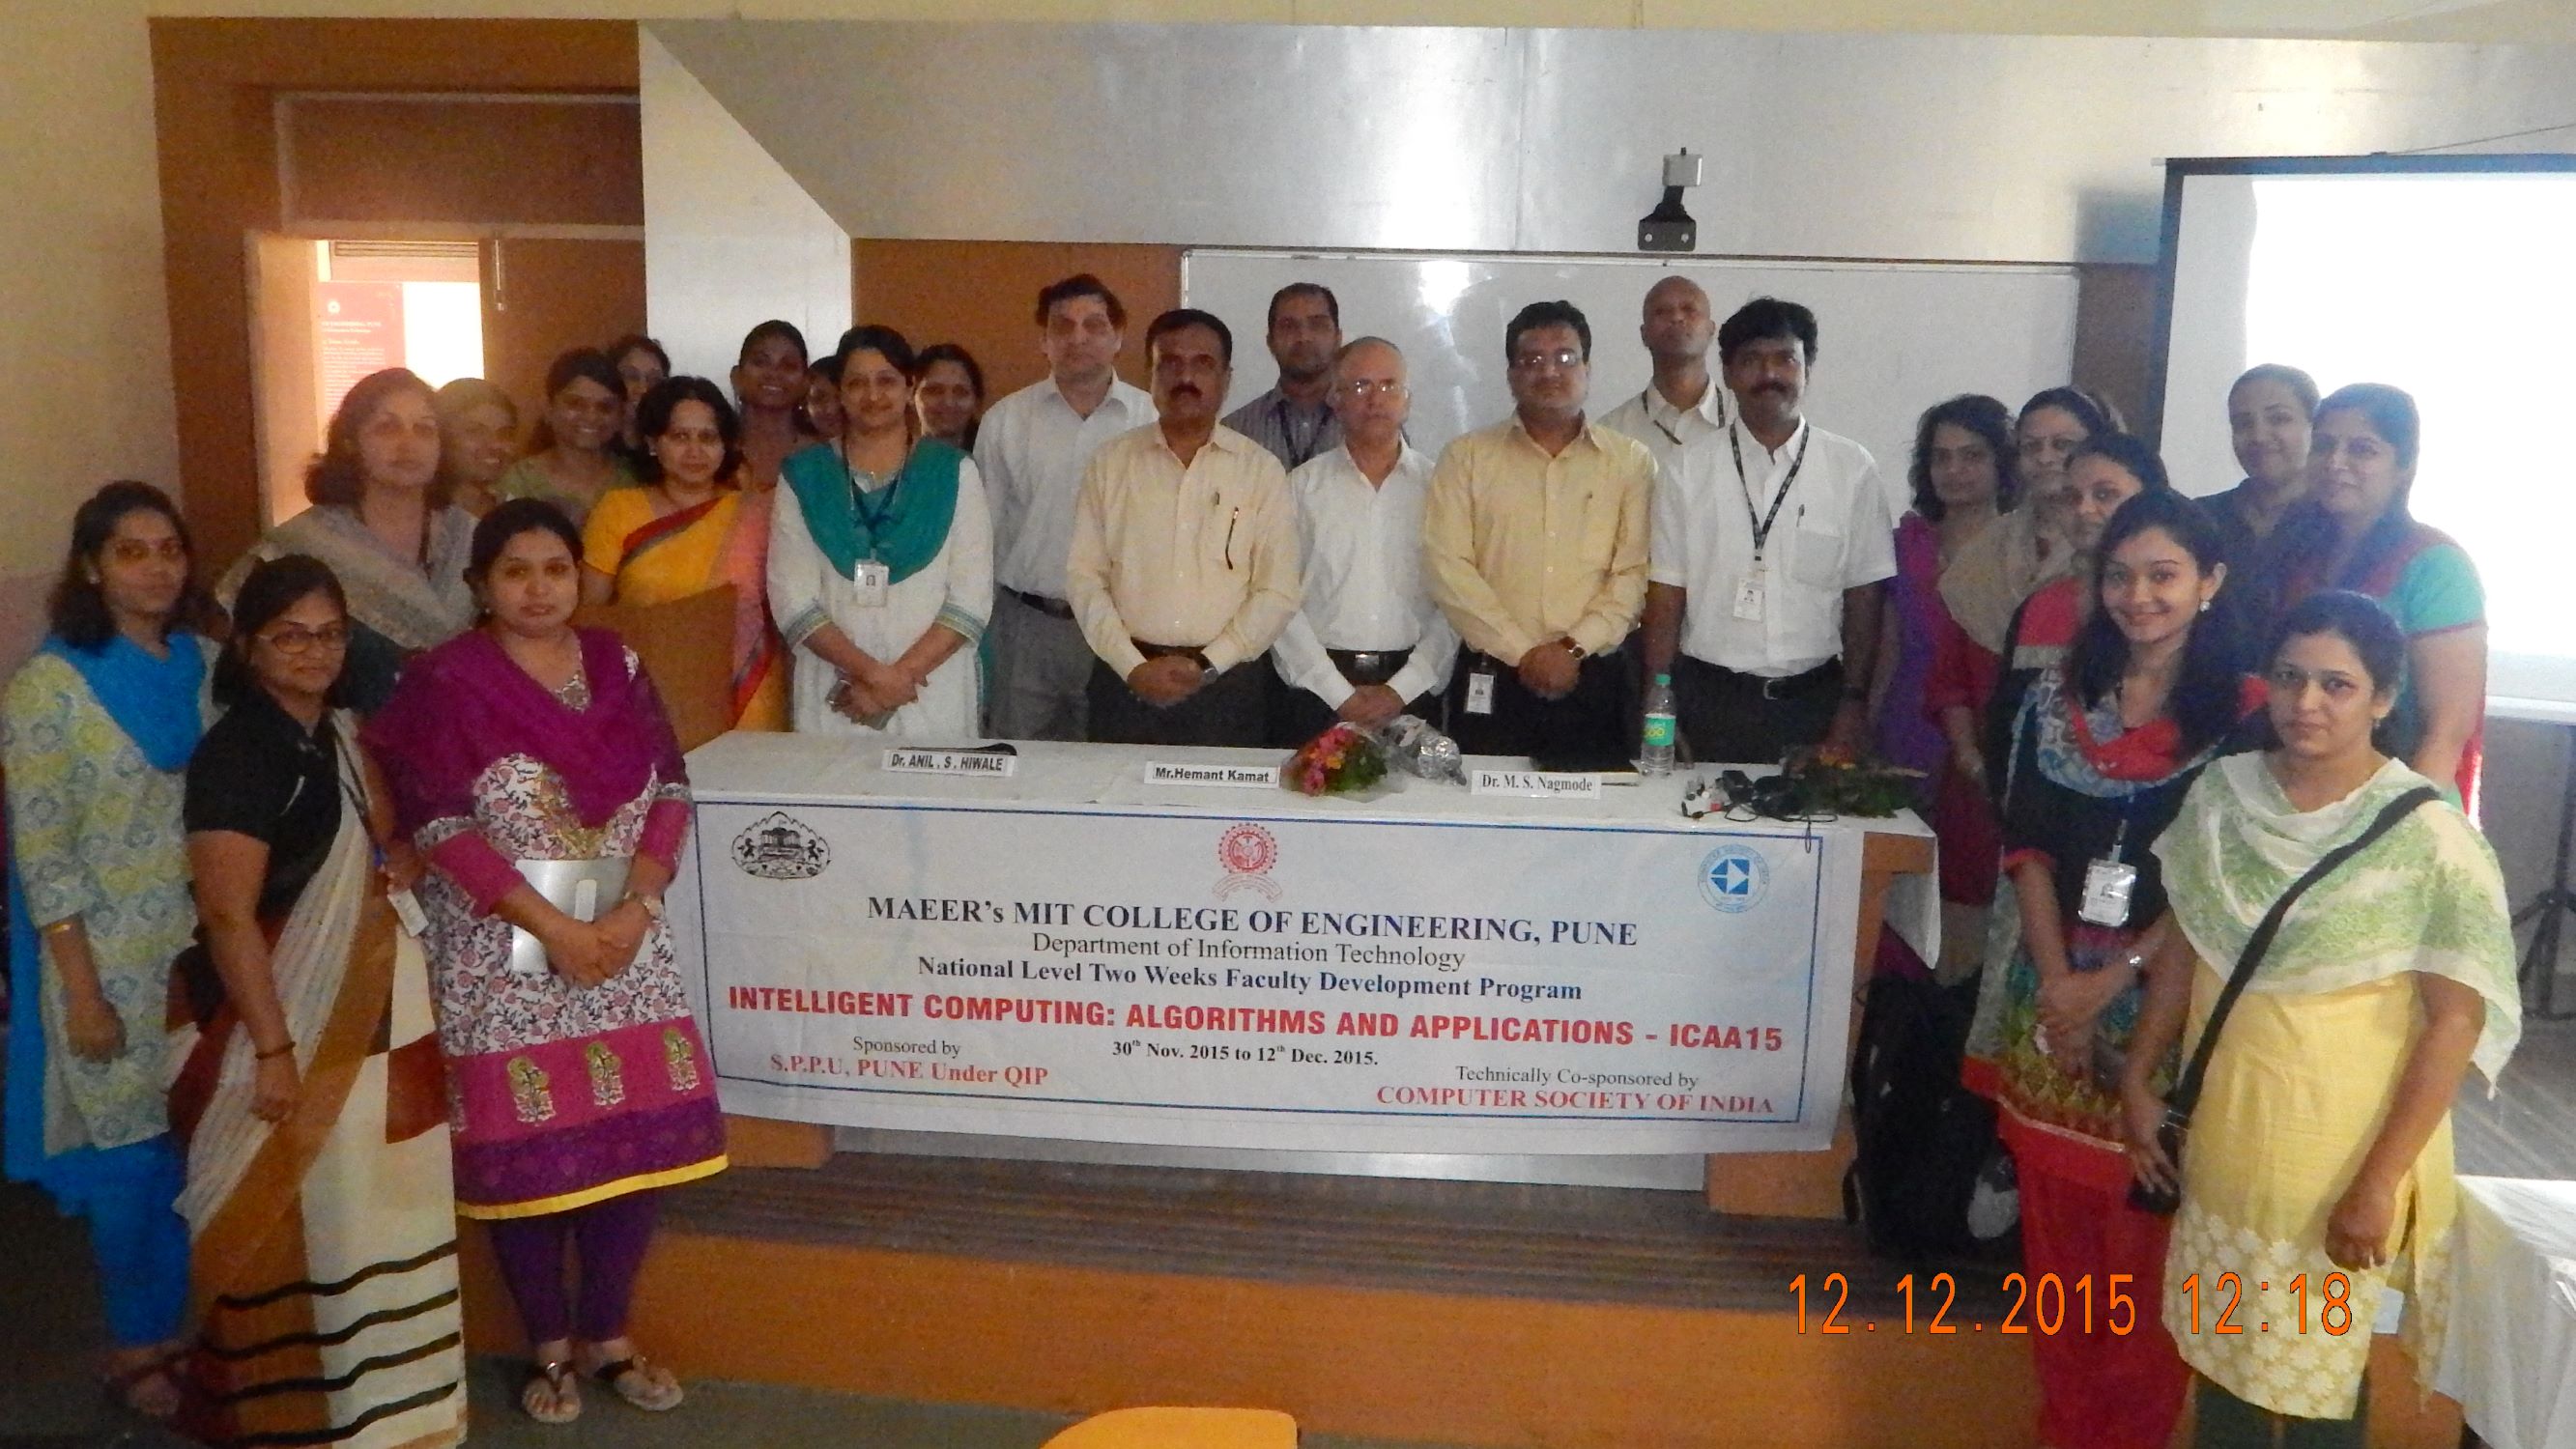 Dr. ANIL . S . HIWALE
Mr.Hemant Kamat
Dr. M. S. Nagmode
MAEER's MIT COLLEGE OF ENGINEERING, PUNE
Department of Information Technology
National Level Two Weeks Faculty Development Program
INTELLIGENT COMPUTING: ALGORITHMS AND APPLICATIONS - ICAA15
30th Nov. 2015 to 12th Dec. 2015.
Sponsored by
S.P.P.U, PUNE Under QIP
Technically Co-sponsored by
COMPUTER SOCIETY OF INDIA
12.12.2015 12:18